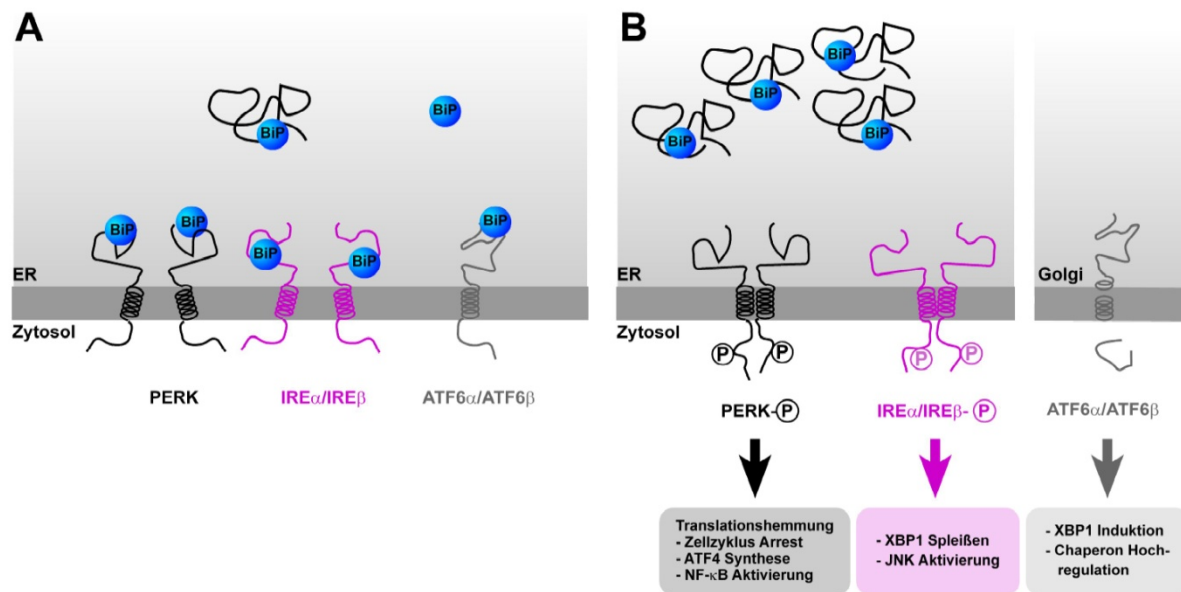 A
BiP
BiP
BiP
BiP
BiP
BiP
BiP
ER
Zytosol
PERK
IREα/IREβ
ATF6α/ATF6β
B
BiP
BiP
BiP
BiP
ER
Golgi
Zytosol
P
P
P
P
PERK-P
IREα/IREβ-P
ATF6α/ATF6β
Translationshemmung
- Zellzyklus Arrest
- ATF4 Synthese
- NF-κB Aktivierung
- XBP1 Spleißen
- JNK Aktivierung
- XBP1 Induktion
- Chaperon Hoch-
regulation